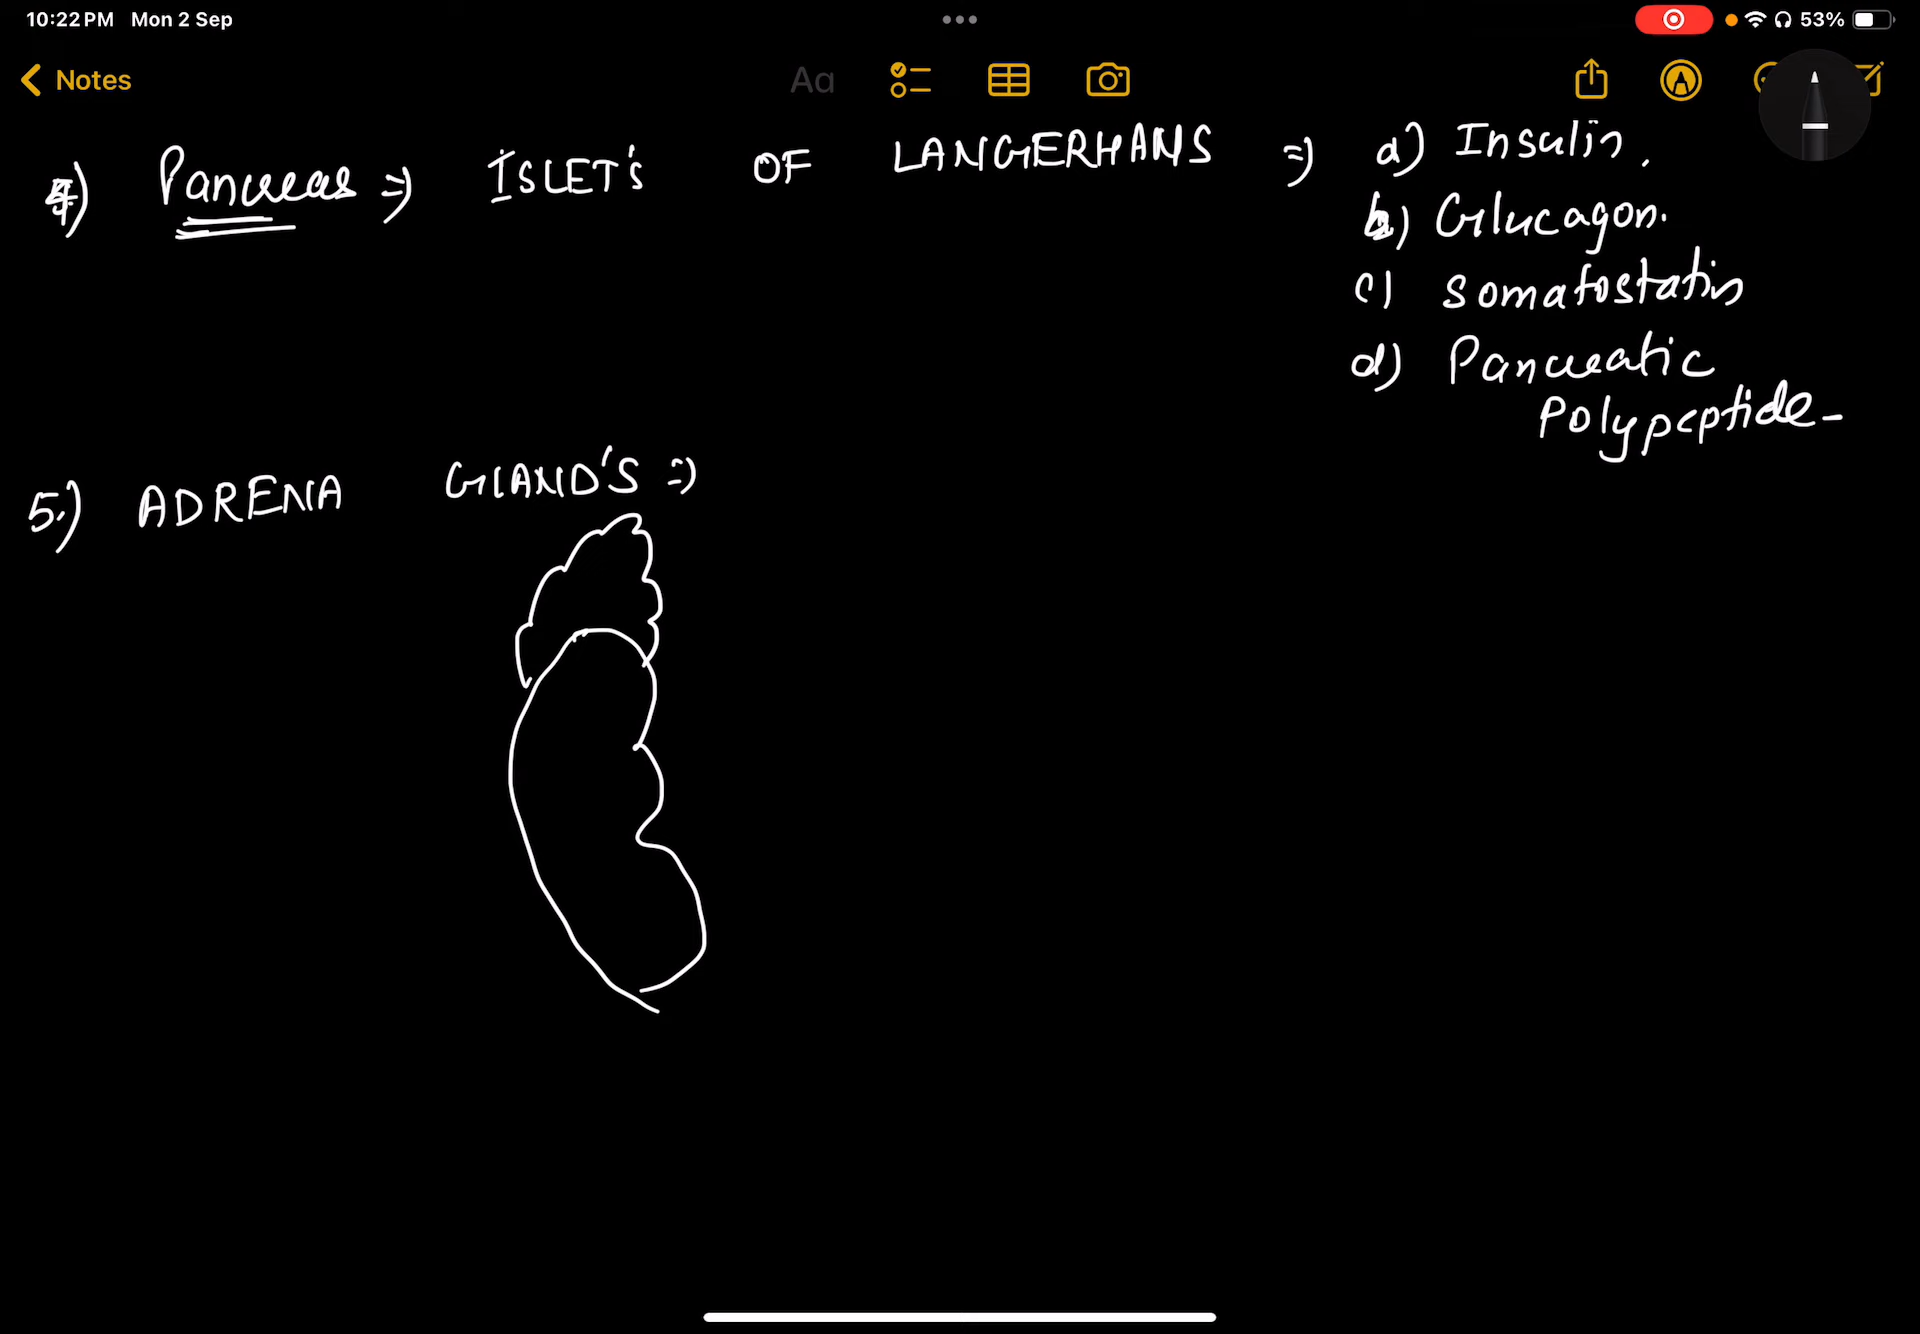 10:22 PM Mon 2 Sep
53%
Notes
Aa
4) Pancreas => ISLET'S OF LANGERHANS => a) Insulin.
b) Glucagon.
c) Somatostatin
d) Pancreatic
Polypeptide-
5.) ADRENA GLAND'S =>